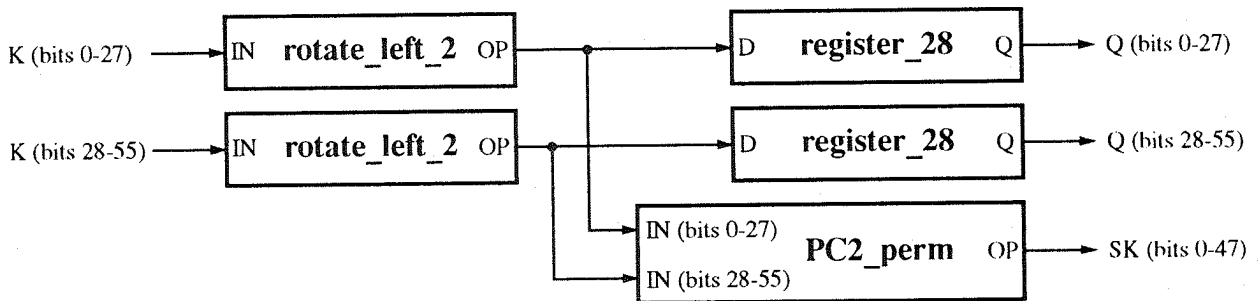 K (bits 0-27) IN rotate_left_2 OP D register_28 Q Q (bits 0-27)
K (bits 28-55) IN rotate_left_2 OP D register_28 Q Q (bits 28-55)
IN (bits 0-27)
PC2_perm OP SK (bits 0-47)
IN (bits 28-55)